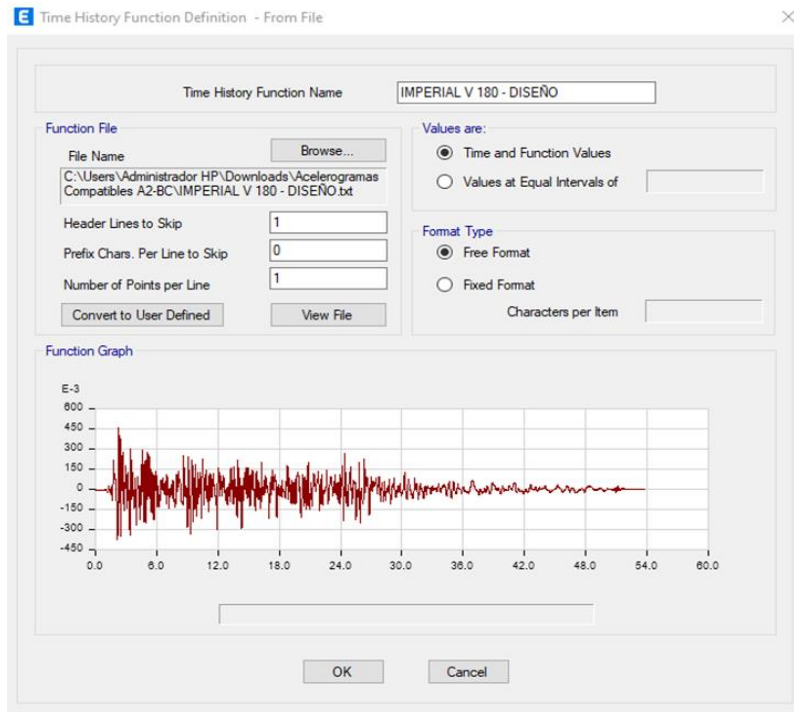 E Time History Function Definition - From File
Time History Function Name IMPERIAL V 180 - DISEÑO
Function File
File Name Browse...
C:\Users\Administrador HP\Downloads\Acelerogramas
Compatibles A2-BC\IMPERIAL V 180 - DISEÑO.txt
Header Lines to Skip 1
Prefix Chars. Per Line to Skip 0
Number of Points per Line 1
Convert to User Defined View File
Values are:
Time and Function Values
Values at Equal Intervals of
Format Type
Free Format
Fixed Format
Characters per Item
Function Graph
E-3
600
450
300
150
0
-150
-300
-450
0.0 6.0 12.0 18.0 24.0 30.0 36.0 42.0 48.0 54.0 60.0
OK Cancel